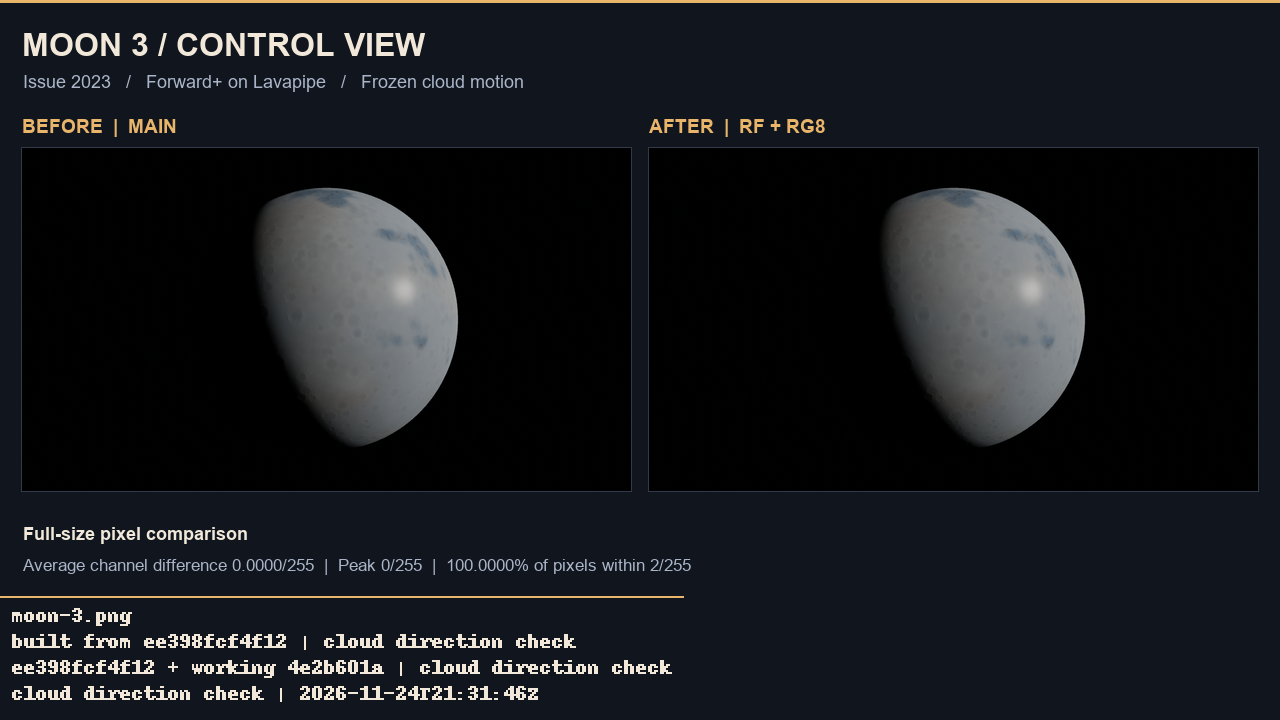 MOON 3 / CONTROL VIEW
Issue 2023 / Forward+ on Lavapipe / Frozen cloud motion
BEFORE | MAIN
AFTER | RF + RG8
Full-size pixel comparison
Average channel difference 0.0000/255 | Peak 0/255 | 100.0000% of pixels within 2/255
moon-3.png
built from ee398fcf4f12 | cloud direction check
ee398fcf4f12 + working 4e2b601a | cloud direction check
cloud direction check | 2026-11-24T21:31:46Z